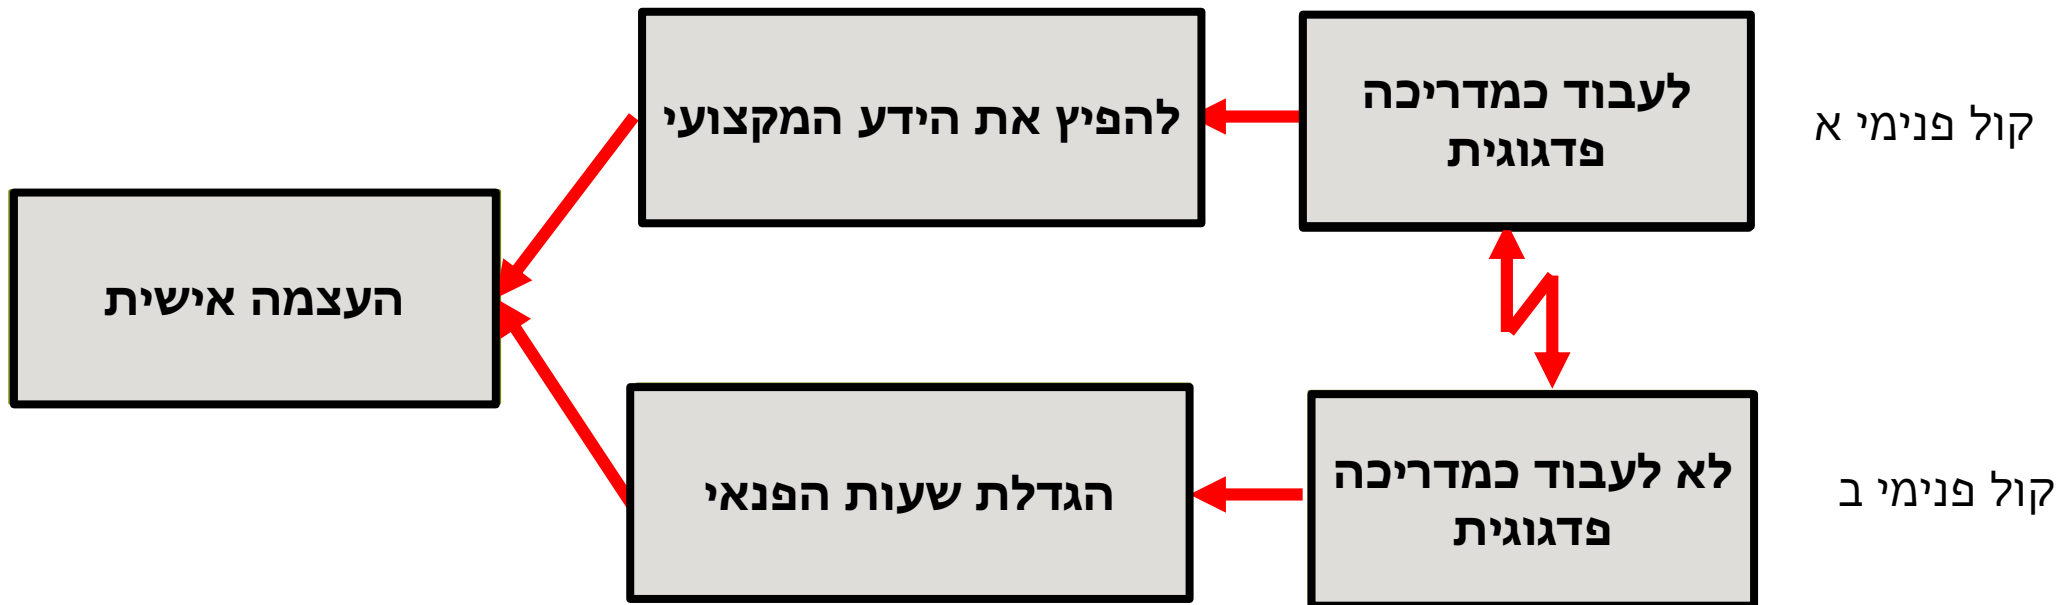 קול פנימי א
לעבוד כמדריכה
פדגוגית
להפיץ את הידע המקצועי
העצמה אישית
קול פנימי ב
לא לעבוד כמדריכה
פדגוגית
הגדלת שעות הפנאי